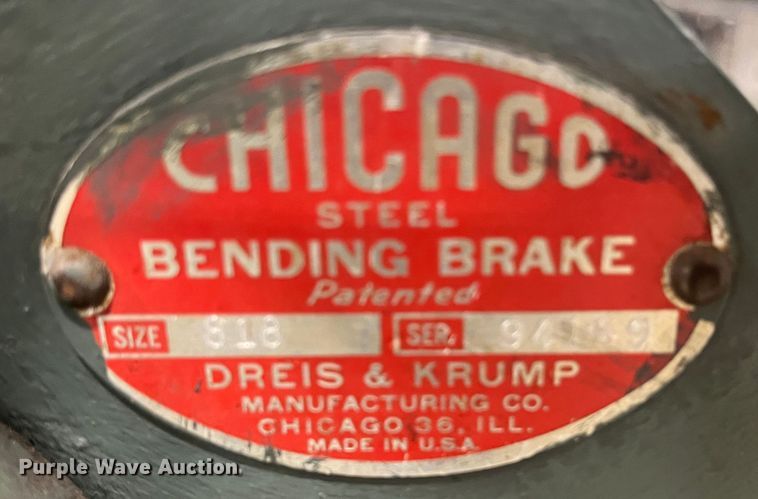 CHICAGO
STEEL
BENDING BRAKE
Patented
SIZE 818 SER.
DREIS & KRUMP
MANUFACTURING CO.
CHICAGO 36, ILL.
MADE IN U.S.A.
Purple Wave Auction.